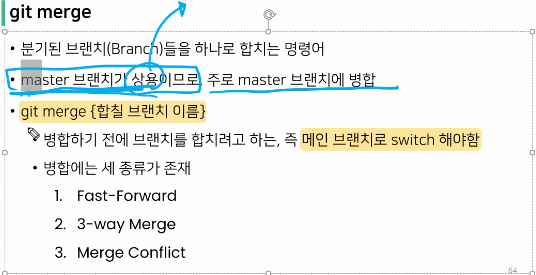 git merge
• 분기된 브랜치(Branch)들을 하나로 합치는 명령어
• master 브랜치가 상용이므로, 주로 master 브랜치에 병합
• git merge {합칠 브랜치 이름}
병합하기 전에 브랜치를 합치려고 하는, 즉 메인 브랜치로 switch 해야함
• 병합에는 세 종류가 존재
1. Fast-Forward
2. 3-way Merge
3. Merge Conflict
64